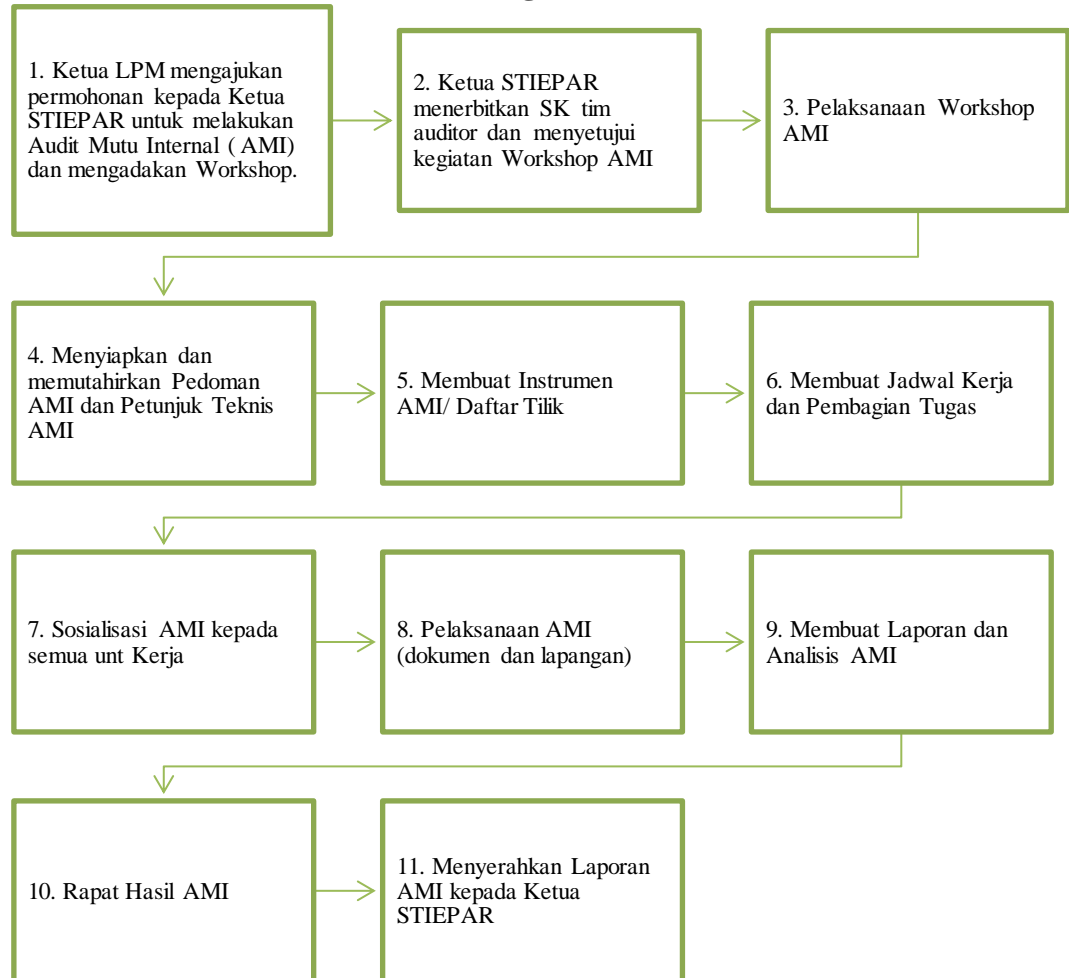 1. Ketua LPM mengajukan
permohonan kepada Ketua
STIEPAR untuk melakukan
Audit Mutu Internal ( AMI)
dan mengadakan Workshop.
2. Ketua STIEPAR
menerbitkan SK tim
auditor dan menyetujui
kegiatan Workshop AMI
3. Pelaksanaan Workshop
AMI
4. Menyiapkan dan
memutahirkan Pedoman
AMI dan Petunjuk Teknis
AMI
5. Membuat Instrumen
AMI/ Daftar Tilik
6. Membuat Jadwal Kerja
dan Pembagian Tugas
7. Sosialisasi AMI kepada
semua unt Kerja
8. Pelaksanaan AMI
(dokumen dan lapangan)
9. Membuat Laporan dan
Analisis AMI
10. Rapat Hasil AMI
11. Menyerahkan Laporan
AMI kepada Ketua
STIEPAR